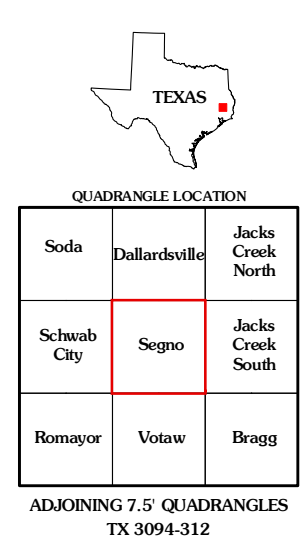 TEXAS
QUADRANGLE LOCATION
Soda
Dallardsville
Jacks
Creek
North
Schwab
City
Segno
Jacks
Creek
South
Romayor
Votaw
Bragg
ADJOINING 7.5' QUADRANGLES
TX 3094-312